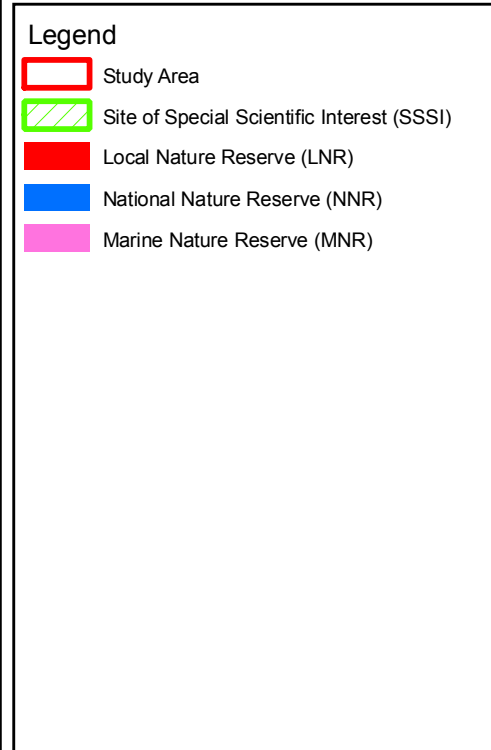 Legend
Study Area
Site of Special Scientific Interest (SSSI)
Local Nature Reserve (LNR)
National Nature Reserve (NNR)
Marine Nature Reserve (MNR)